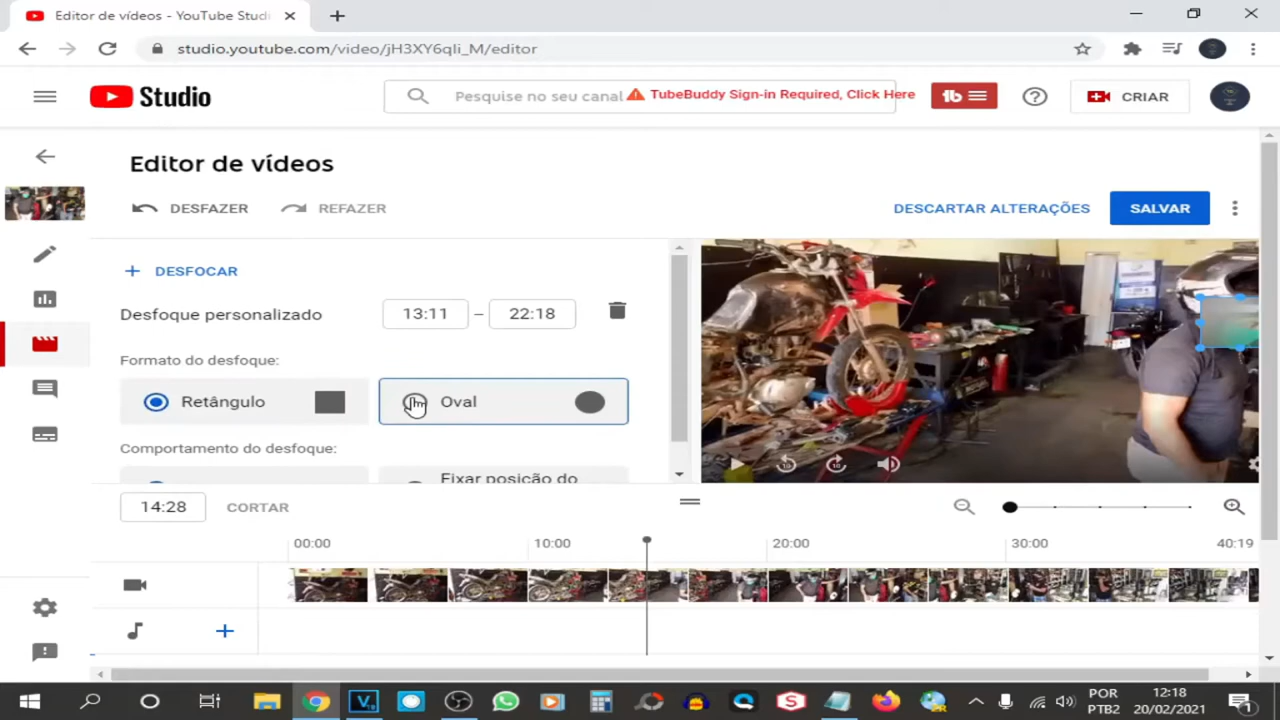 Editor de vídeos - YouTube Studi
studio.youtube.com/video/jH3XY6qIi_M/editor
Studio
Pesquise no seu canal
TubeBuddy Sign-in Required, Click Here
CRIAR
Editor de vídeos
DESFAZER
REFAZER
DESCARTAR ALTERAÇÕES
SALVAR
+ DESFOCAR
Desfoque personalizado
13:11 – 22:18
Formato do desfoque:
Retângulo
Oval
Comportamento do desfoque:
Fixar posição do
14:28
CORTAR
00:00
10:00
20:00
30:00
40:19
POR
PTB2
12:18
20/02/2021